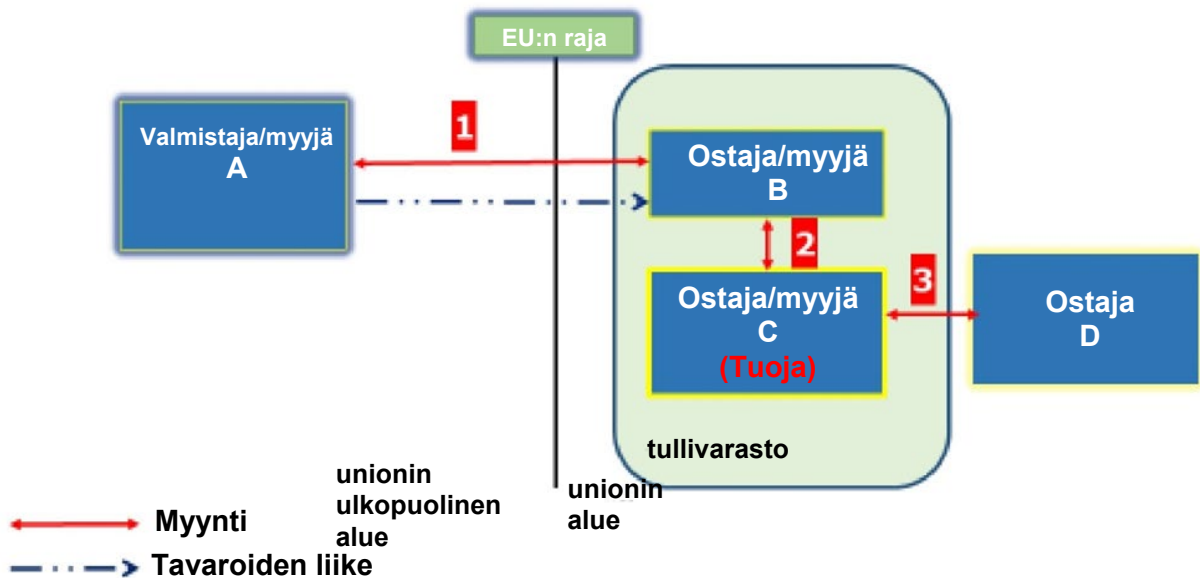 EU:n raja
Valmistaja/myyjä
A
1
Ostaja/myyjä
B
2
Ostaja/myyjä
C
(Tuoja)
3
Ostaja
D
tullivarasto
unionin
ulkopuolinen
alue
unionin
alue
Myynti
Tavaroiden liike